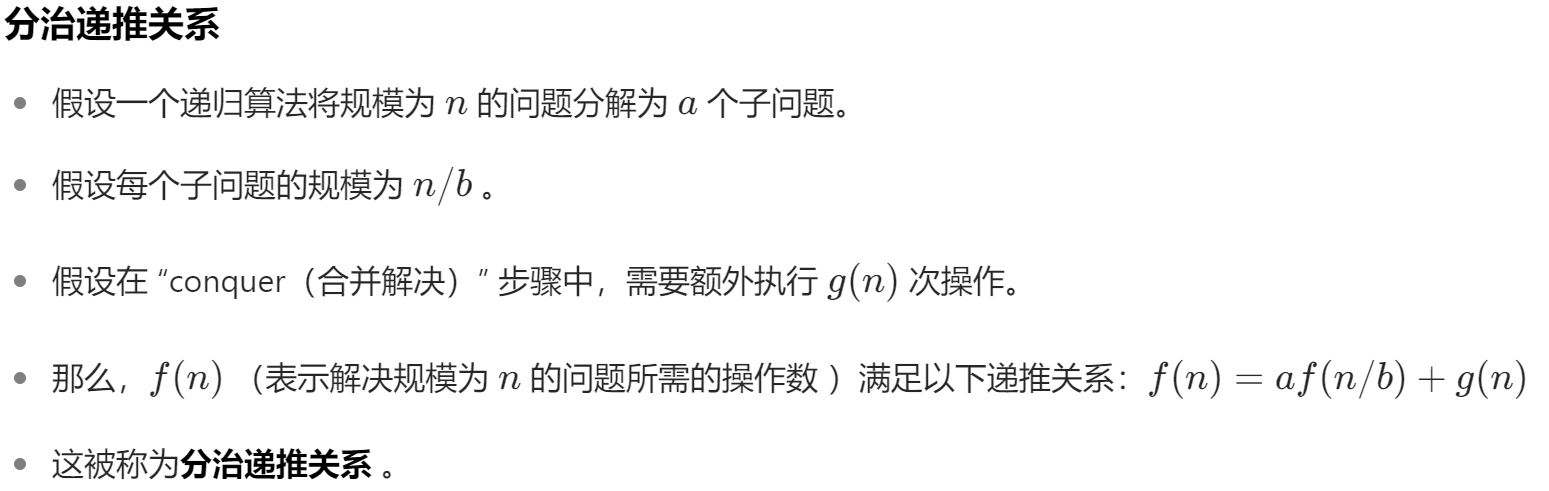 分治递推关系
• 假设一个递归算法将规模为 n 的问题分解为 a 个子问题。
• 假设每个子问题的规模为 n/b 。
• 假设在 “conquer（合并解决）” 步骤中，需要额外执行 g(n) 次操作。
• 那么，f(n) （表示解决规模为 n 的问题所需的操作数 ）满足以下递推关系：f(n) = af(n/b) + g(n)
• 这被称为分治递推关系 。